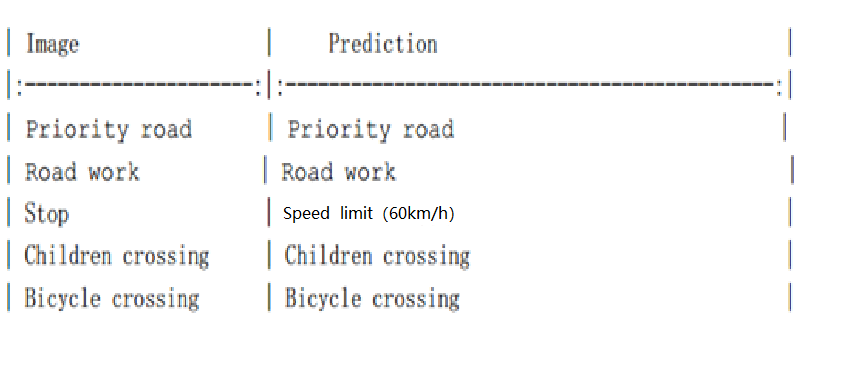 | Image | Prediction |
|:---------------------:|:---------------------------------------------:|
| Priority road | Priority road |
| Road work | Road work |
| Stop | Speed limit (60km/h) |
| Children crossing | Children crossing |
| Bicycle crossing | Bicycle crossing |